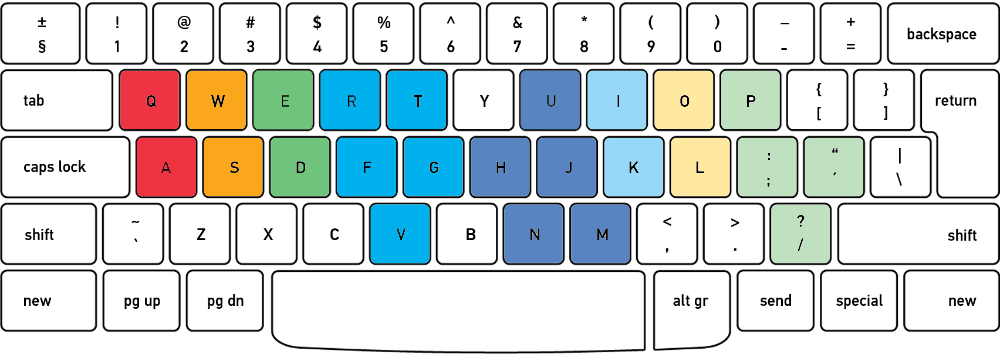 ± ! @ # $ % ^ & * ( ) – +
§ 1 2 3 4 5 6 7 8 9 0 - = backspace
tab Q W E R T Y U I O P { [ } ] return
caps lock A S D F G H J K L : ; “ ‘ | \
shift ~ ` Z X C V B N M < , > . ? / shift
new pg up pg dn alt gr send special new